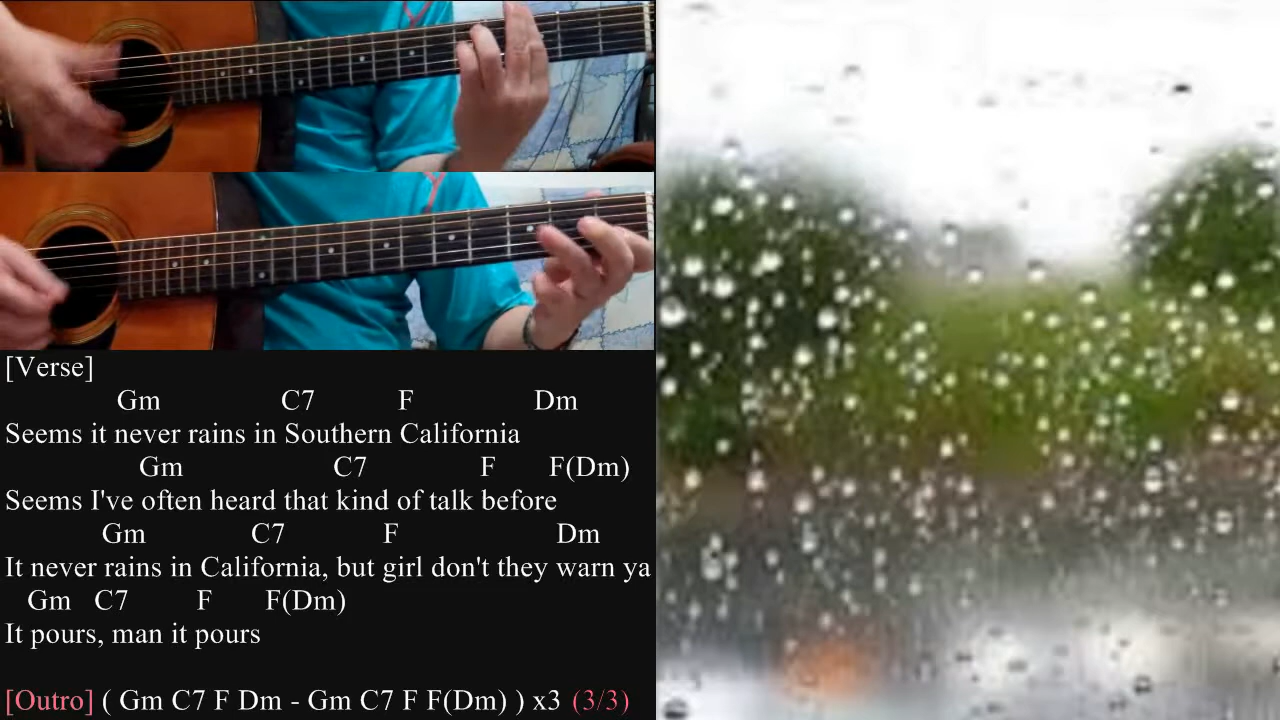 [Verse]
Gm C7 F Dm
Seems it never rains in Southern California
Gm C7 F F(Dm)
Seems I've often heard that kind of talk before
Gm C7 F Dm
It never rains in California, but girl don't they warn ya
Gm C7 F F(Dm)
It pours, man it pours
[Outro] ( Gm C7 F Dm - Gm C7 F F(Dm) ) x3 (3/3)